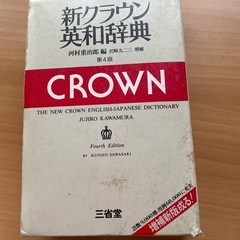 新クラウン
英和辞典
河村重治郎 編
第4版
CROWN
THE NEW CROWN ENGLISH-JAPANESE DICTIONARY
JUJIRO KAWAMURA
Fourth Edition
BY KUNIZO SAWASAKI
増補新版成る!
三省堂